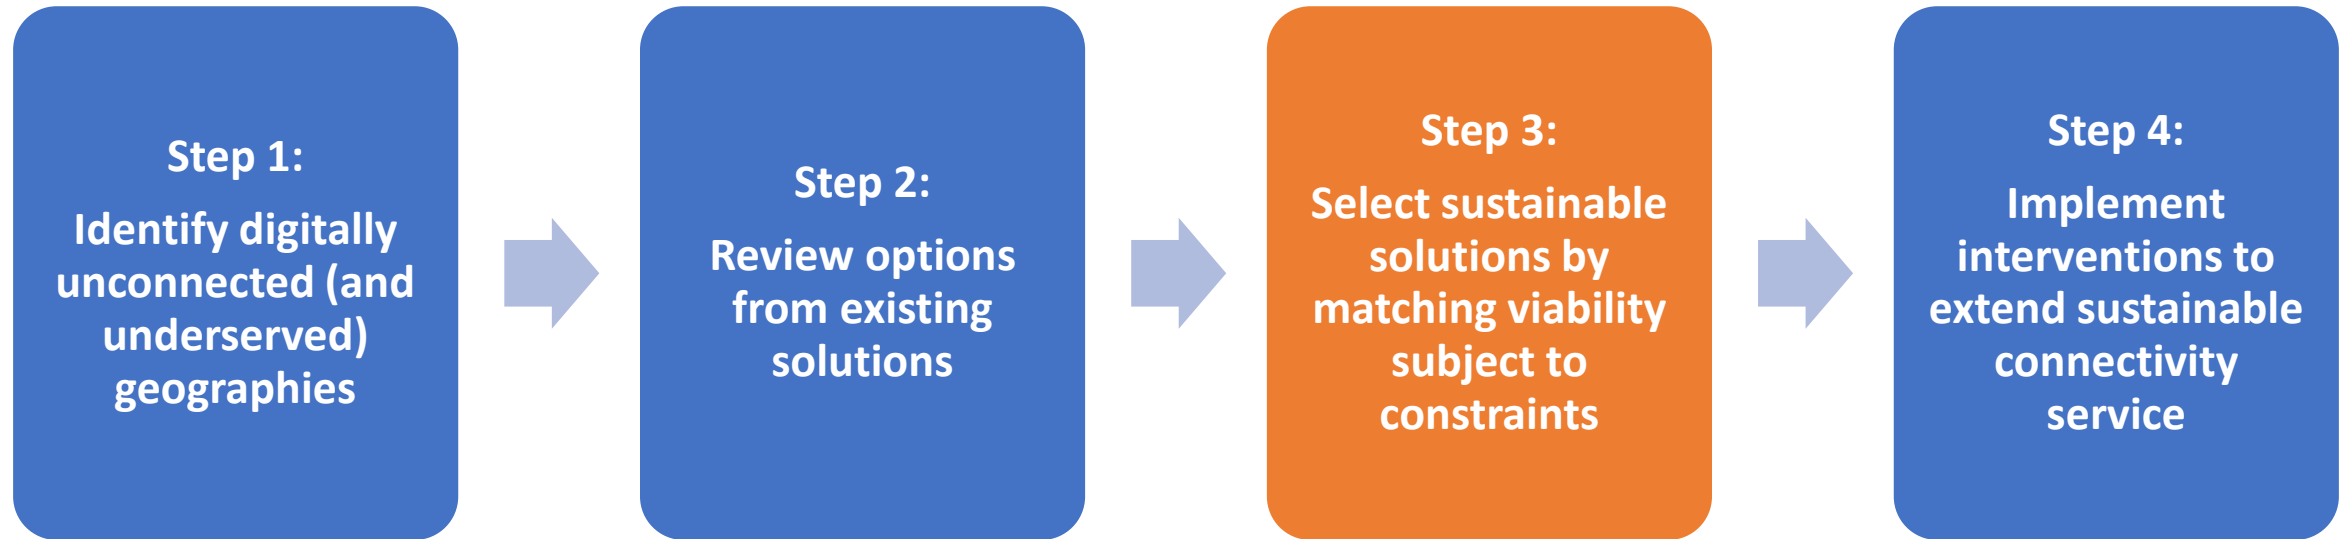 Step 1:
Identify digitally
unconnected (and
underserved)
geographies
Step 2:
Review options
from existing
solutions
Step 3:
Select sustainable
solutions by
matching viability
subject to
constraints
Step 4:
Implement
interventions to
extend sustainable
connectivity
service